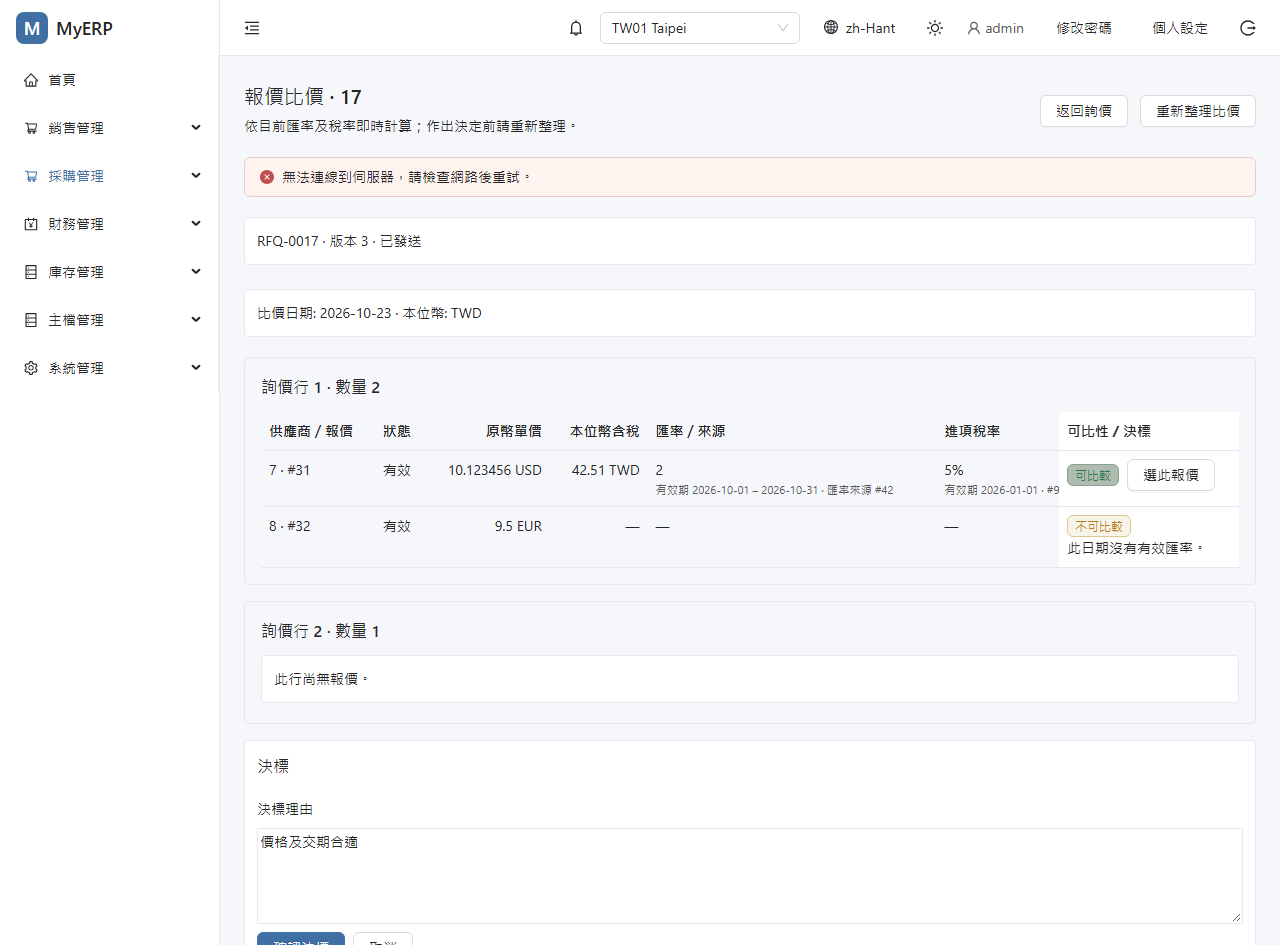 M MyERP
TW01 Taipei
zh-Hant
admin
修改密碼
個人設定
首頁
銷售管理
採購管理
財務管理
庫存管理
主檔管理
系統管理
報價比價 · 17
依目前匯率及稅率即時計算；作出決定前請重新整理。
返回詢價
重新整理比價
無法連線到伺服器，請檢查網路後重試。
RFQ-0017 · 版本 3 · 已發送
比價日期: 2026-10-23 · 本位幣: TWD
詢價行 1 · 數量 2
供應商 / 報價 狀態 原幣單價 本位幣含稅 匯率 / 來源 進項稅率 可比性 / 決標
7 · #31 有效 10.123456 USD 42.51 TWD 2 5% 可比較 選此報價
有效期 2026-10-01 – 2026-10-31 · 匯率來源 #42 有效期 2026-01-01 · #9
8 · #32 有效 9.5 EUR — — — 不可比較
此日期沒有有效匯率。
詢價行 2 · 數量 1
此行尚無報價。
決標
決標理由
價格及交期合適
確認決標 取消